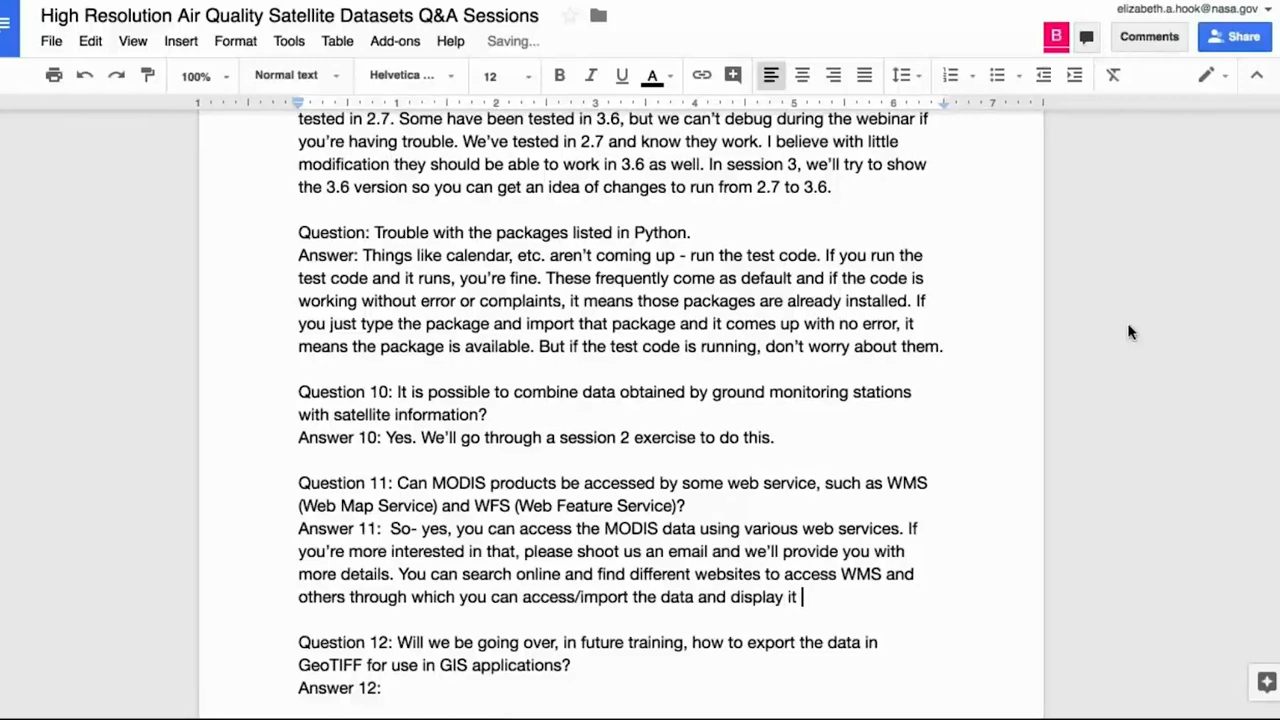 High Resolution Air Quality Satellite Datasets Q&A Sessions
elizabeth.a.hook@nasa.gov
File Edit View Insert Format Tools Table Add-ons Help Saving...
B Comments Share
100% Normal text Helvetica ... 12 B I U A
1 1 2 3 4 5 6 7
tested in 2.7. Some have been tested in 3.6, but we can't debug during the webinar if
you're having trouble. We've tested in 2.7 and know they work. I believe with little
modification they should be able to work in 3.6 as well. In session 3, we'll try to show
the 3.6 version so you can get an idea of changes to run from 2.7 to 3.6.
Question: Trouble with the packages listed in Python.
Answer: Things like calendar, etc. aren't coming up - run the test code. If you run the
test code and it runs, you're fine. These frequently come as default and if the code is
working without error or complaints, it means those packages are already installed. If
you just type the package and import that package and it comes up with no error, it
means the package is available. But if the test code is running, don't worry about them.
Question 10: It is possible to combine data obtained by ground monitoring stations
with satellite information?
Answer 10: Yes. We'll go through a session 2 exercise to do this.
Question 11: Can MODIS products be accessed by some web service, such as WMS
(Web Map Service) and WFS (Web Feature Service)?
Answer 11:  So- yes, you can access the MODIS data using various web services. If
you're more interested in that, please shoot us an email and we'll provide you with
more details. You can search online and find different websites to access WMS and
others through which you can access/import the data and display it
Question 12: Will we be going over, in future training, how to export the data in
GeoTIFF for use in GIS applications?
Answer 12: